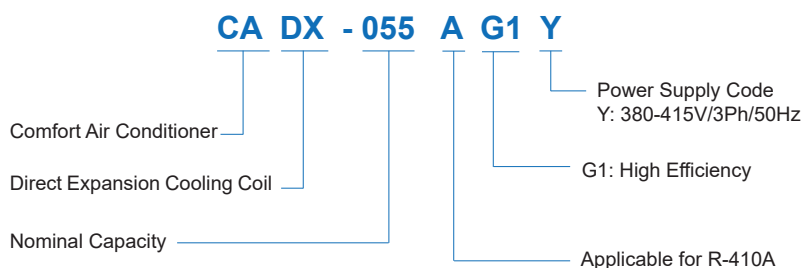 CA DX - 055 A G1 Y
Power Supply Code
Y: 380-415V/3Ph/50Hz
Comfort Air Conditioner
G1: High Efficiency
Direct Expansion Cooling Coil
Nominal Capacity
Applicable for R-410A